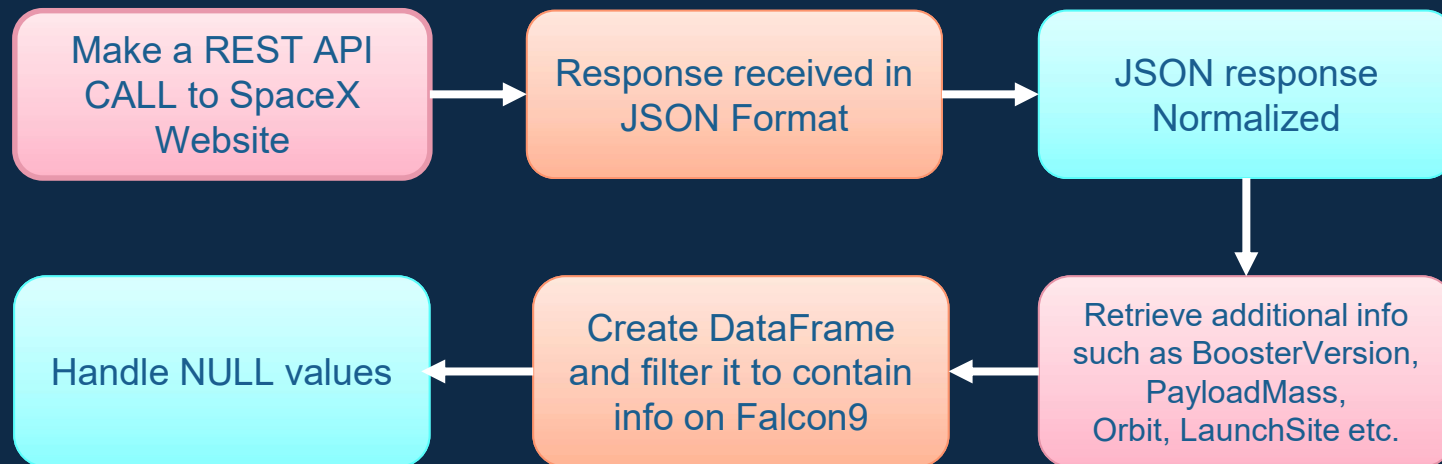 Make a REST API
CALL to SpaceX
Website
Response received in
JSON Format
JSON response
Normalized
Retrieve additional info
such as BoosterVersion,
PayloadMass,
Orbit, LaunchSite etc.
Create DataFrame
and filter it to contain
info on Falcon9
Handle NULL values